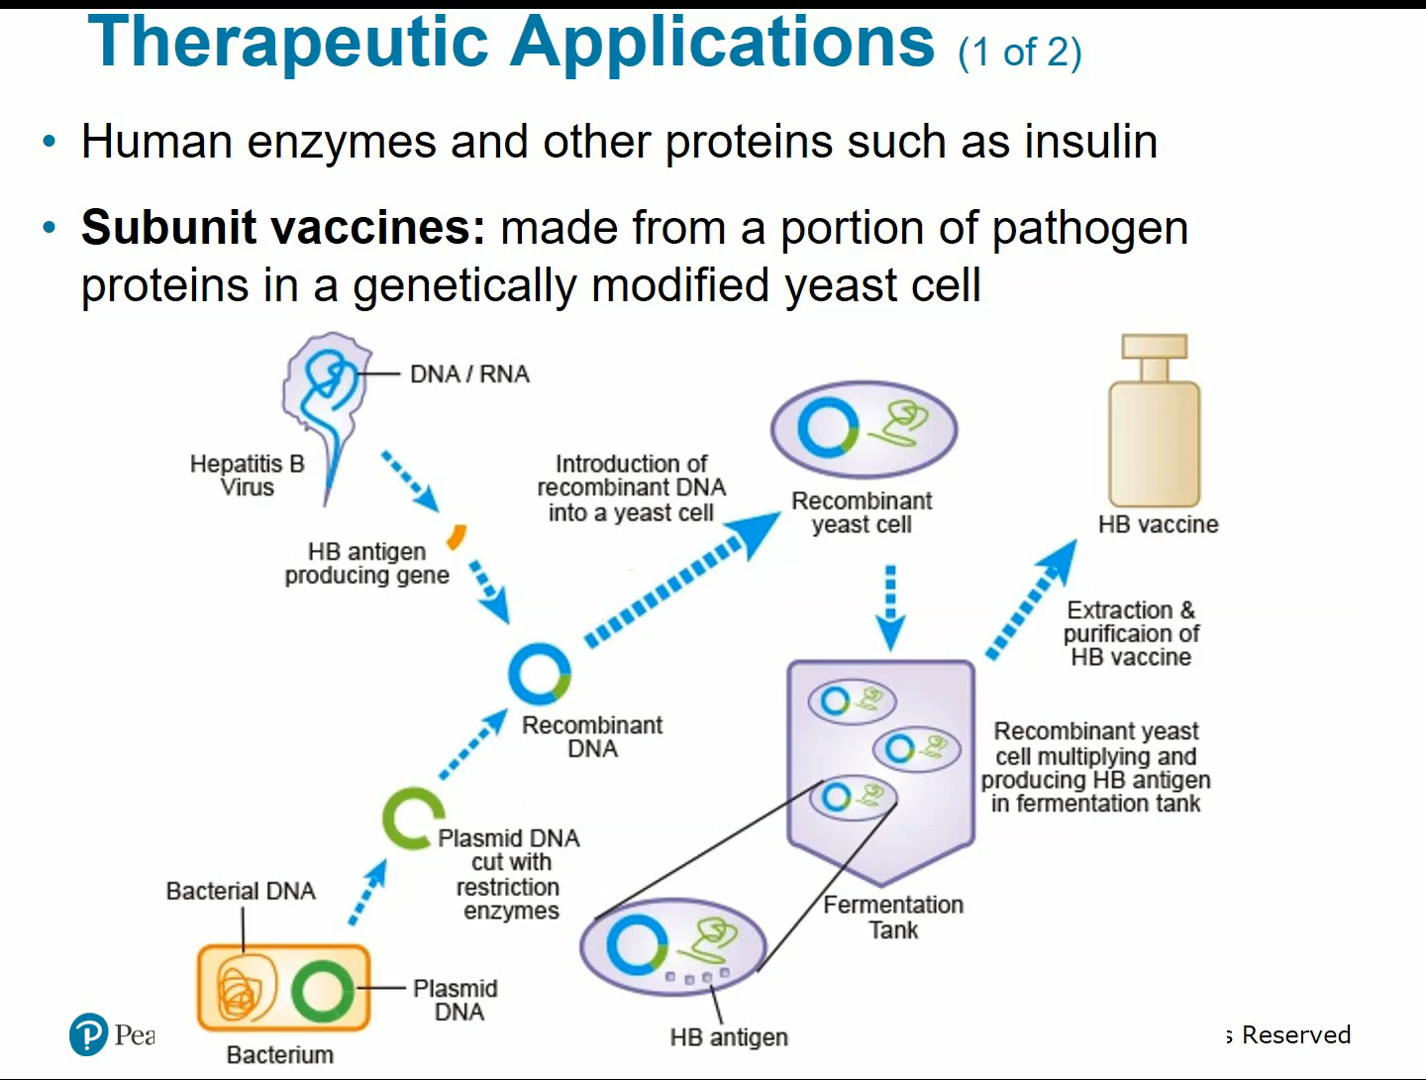 Therapeutic Applications (1 of 2)
• Human enzymes and other proteins such as insulin
• Subunit vaccines: made from a portion of pathogen
proteins in a genetically modified yeast cell
DNA / RNA
Hepatitis B
Virus
HB antigen
producing gene
Introduction of
recombinant DNA
into a yeast cell
Recombinant
yeast cell
HB vaccine
Extraction &
purificaion of
HB vaccine
Recombinant
DNA
Recombinant yeast
cell multiplying and
producing HB antigen
in fermentation tank
Plasmid DNA
cut with
restriction
enzymes
Bacterial DNA
Fermentation
Tank
Plasmid
DNA
HB antigen
Bacterium
P Pea
s Reserved